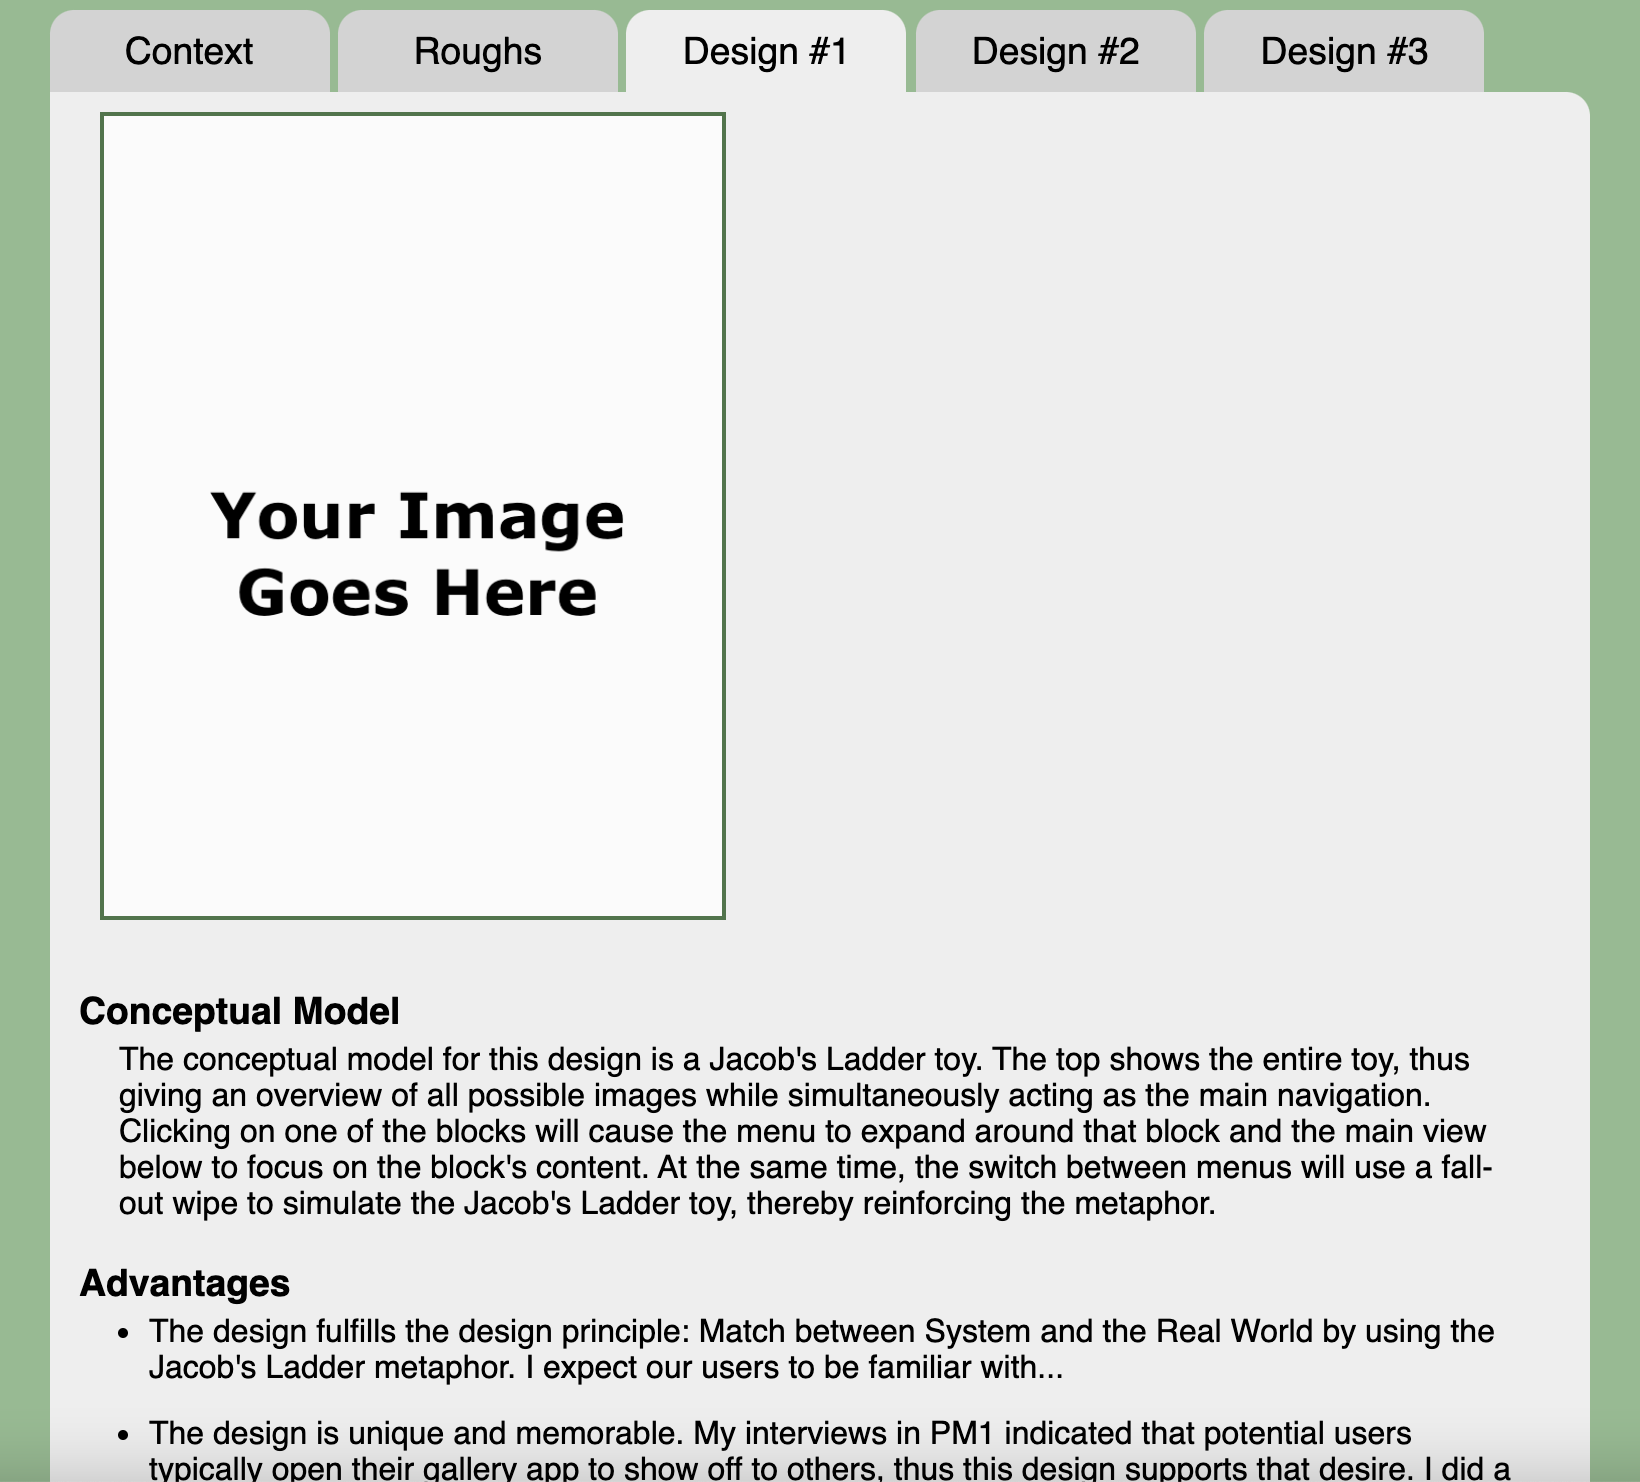 Context
Roughs
Design #1
Design #2
Design #3
Your Image
Goes Here
Conceptual Model
The conceptual model for this design is a Jacob's Ladder toy. The top shows the entire toy, thus
giving an overview of all possible images while simultaneously acting as the main navigation.
Clicking on one of the blocks will cause the menu to expand around that block and the main view
below to focus on the block's content. At the same time, the switch between menus will use a fall-
out wipe to simulate the Jacob's Ladder toy, thereby reinforcing the metaphor.
Advantages
• The design fulfills the design principle: Match between System and the Real World by using the
Jacob's Ladder metaphor. I expect our users to be familiar with...
• The design is unique and memorable. My interviews in PM1 indicated that potential users
typically open their gallery app to show off to others, thus this design supports that desire. I did a